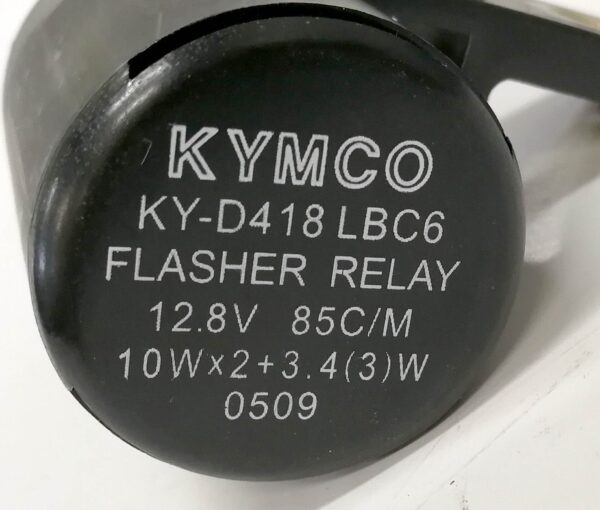 KYMCO
KY-D418 LBC6
FLASHER RELAY
12.8V 85C/M
10W×2+3.4(3)W
0509